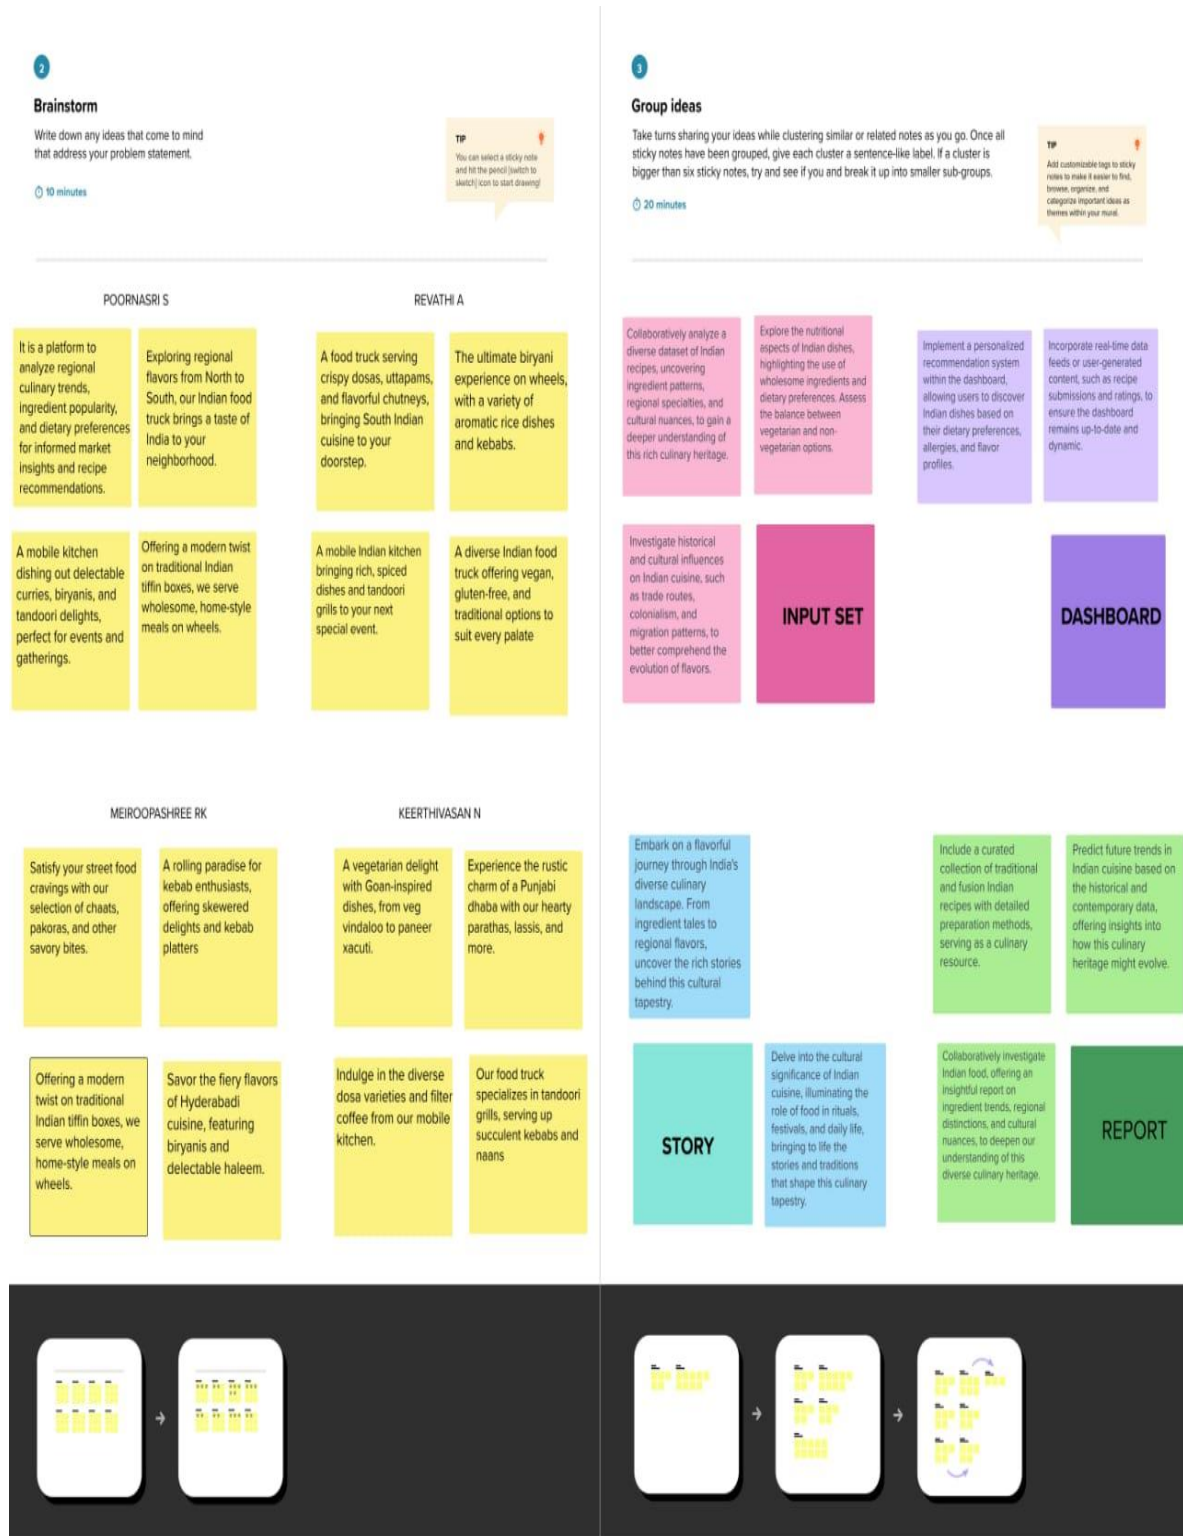 2
Brainstorm
Write down any ideas that come to mind
that address your problem statement.
10 minutes
TIP
You can select a sticky note
and hit the pencil [switch to
sketch] icon to start drawing!
POORNASRI S
It is a platform to
analyze regional
culinary trends,
ingredient popularity,
and dietary preferences
for informed market
insights and recipe
recommendations.
Exploring regional
flavors from North to
South, our Indian food
truck brings a taste of
India to your
neighborhood.
A mobile kitchen
dishing out delectable
curries, biryanis, and
tandoori delights,
perfect for events and
gatherings.
Offering a modern twist
on traditional Indian
tiffin boxes, we serve
wholesome, home-style
meals on wheels.
REVATHI A
A food truck serving
crispy dosas, uttapams,
and flavorful chutneys,
bringing South Indian
cuisine to your
doorstep.
The ultimate biryani
experience on wheels,
with a variety of
aromatic rice dishes
and kebabs.
A mobile Indian kitchen
bringing rich, spiced
dishes and tandoori
grills to your next
special event.
A diverse Indian food
truck offering vegan,
gluten-free, and
traditional options to
suit every palate
MEIROOPASHREE RK
Satisfy your street food
cravings with our
selection of chaats,
pakoras, and other
savory bites.
A rolling paradise for
kebab enthusiasts,
offering skewered
delights and kebab
platters
Offering a modern
twist on traditional
Indian tiffin boxes, we
serve wholesome,
home-style meals on
wheels.
Savor the fiery flavors
of Hyderabadi
cuisine, featuring
biryanis and
delectable haleem.
KEERTHIVASAN N
A vegetarian delight
with Goan-inspired
dishes, from veg
vindaloo to paneer
xacuti.
Experience the rustic
charm of a Punjabi
dhaba with our hearty
parathas, lassis, and
more.
Indulge in the diverse
dosa varieties and filter
coffee from our mobile
kitchen.
Our food truck
specializes in tandoori
grills, serving up
succulent kebabs and
naans
3
Group ideas
Take turns sharing your ideas while clustering similar or related notes as you go. Once all
sticky notes have been grouped, give each cluster a sentence-like label. If a cluster is
bigger than six sticky notes, try and see if you and break it up into smaller sub-groups.
20 minutes
TIP
Add customizable tags to sticky
notes to make it easier to find,
browse, organize, and
categorize important ideas as
themes within your mural.
Collaboratively analyze a
diverse dataset of Indian
recipes, uncovering
ingredient patterns,
regional specialties, and
cultural nuances, to gain a
deeper understanding of
this rich culinary heritage.
Explore the nutritional
aspects of Indian dishes,
highlighting the use of
wholesome ingredients and
dietary preferences. Assess
the balance between
vegetarian and non-
vegetarian options.
Investigate historical
and cultural influences
on Indian cuisine, such
as trade routes,
colonialism, and
migration patterns, to
better comprehend the
evolution of flavors.
INPUT SET
Implement a personalized
recommendation system
within the dashboard,
allowing users to discover
Indian dishes based on
their dietary preferences,
allergies, and flavor
profiles.
Incorporate real-time data
feeds or user-generated
content, such as recipe
submissions and ratings, to
ensure the dashboard
remains up-to-date and
dynamic.
DASHBOARD
Embark on a flavorful
journey through India's
diverse culinary
landscape. From
ingredient tales to
regional flavors,
uncover the rich stories
behind this cultural
tapestry.
STORY
Delve into the cultural
significance of Indian
cuisine, illuminating the
role of food in rituals,
festivals, and daily life,
bringing to life the
stories and traditions
that shape this culinary
tapestry.
Include a curated
collection of traditional
and fusion Indian
recipes with detailed
preparation methods,
serving as a culinary
resource.
Predict future trends in
Indian cuisine based on
the historical and
contemporary data,
offering insights into
how this culinary
heritage might evolve.
Collaboratively investigate
Indian food, offering an
insightful report on
ingredient trends, regional
distinctions, and cultural
nuances, to deepen our
understanding of this
diverse culinary heritage.
REPORT